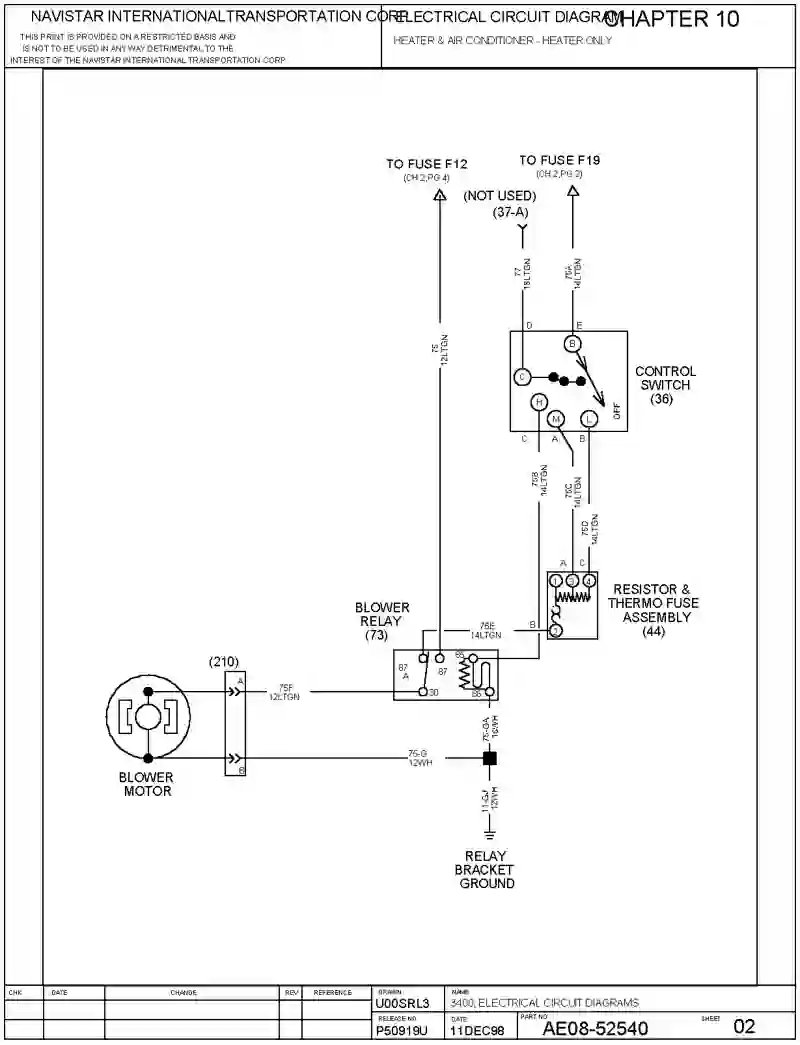 NAVISTAR INTERNATIONAL TRANSPORTATION CORP
THIS PRINT IS PROVIDED ON A RESTRICTED BASIS AND
IS NOT TO BE USED IN ANY WAY DETRIMENTAL TO THE
INTEREST OF THE NAVISTAR INTERNATIONAL TRANSPORTATION CORP
ELECTRICAL CIRCUIT DIAGRAM
CHAPTER 10
HEATER & AIR CONDITIONER - HEATER ONLY
TO FUSE F12
(CH 2,PG 4)
TO FUSE F19
(CH 2,PG 2)
(NOT USED)
(37-A)
77
18LTGN
75A
14LTGN
75
12LTGN
D
E
B
C
H
M
L
OFF
CONTROL
SWITCH
(36)
C
A
B
75B
14LTGN
75C
14LTGN
75D
14LTGN
A
C
1
3
4
2
B
RESISTOR &
THERMO FUSE
ASSEMBLY
(44)
BLOWER
RELAY
(73)
75E
14LTGN
87
A
87
85
30
86
(210)
A
B
75F
12LTGN
75-G
12WH
75-GA
16WH
12WH
BLOWER
MOTOR
RELAY
BRACKET
GROUND
CHK
DATE
CHANGE
REV
REFERENCE
DRAWN
U00SRL3
NAME
3400, ELECTRICAL CIRCUIT DIAGRAMS
RELEASE NO.
P50919U
DATE
11DEC98
PART NO.
AE08-52540
SHEET
02